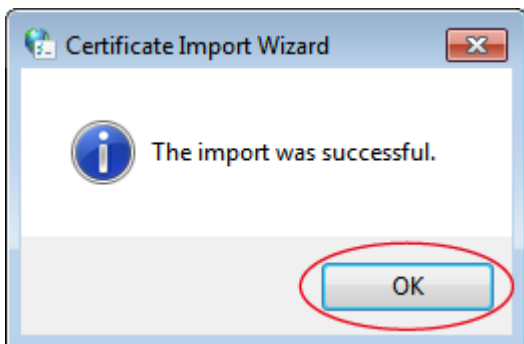 Certificate Import Wizard
The import was successful.
OK